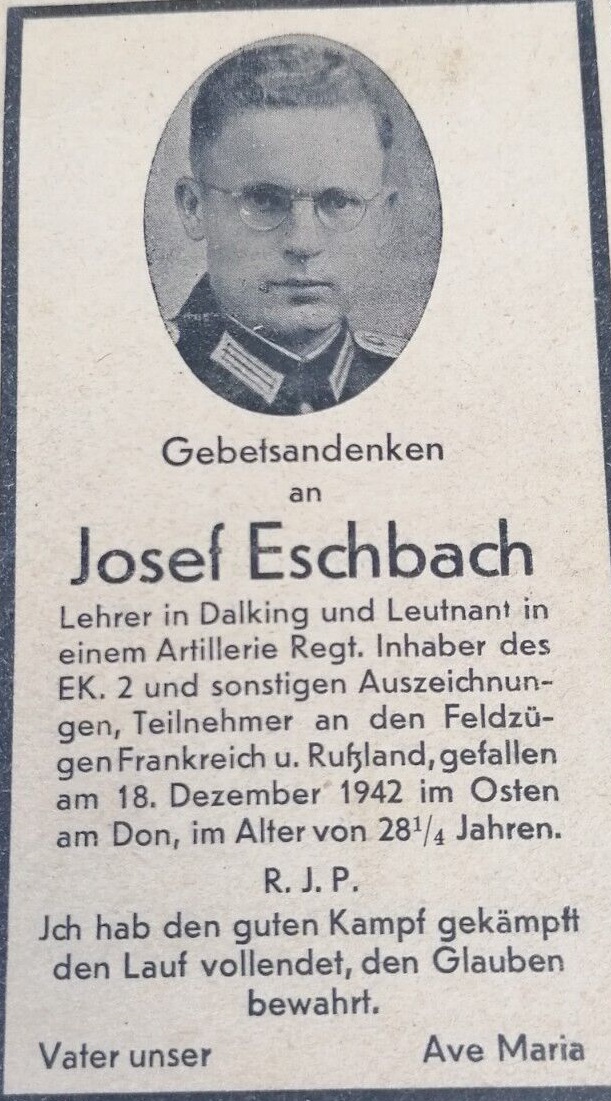 Gebetsandenken
an
Josef Eschbach
Lehrer in Dalking und Leutnant in
einem Artillerie Regt. Inhaber des
EK. 2 und sonstigen Auszeichnun-
gen, Teilnehmer an den Feldzü-
gen Frankreich u. Rußland, gefallen
am 18. Dezember 1942 im Osten
am Don, im Alter von 28¹/₄ Jahren.
R. J. P.
Jch hab den guten Kampf gekämpft
den Lauf vollendet, den Glauben
bewahrt.
Vater unser Ave Maria